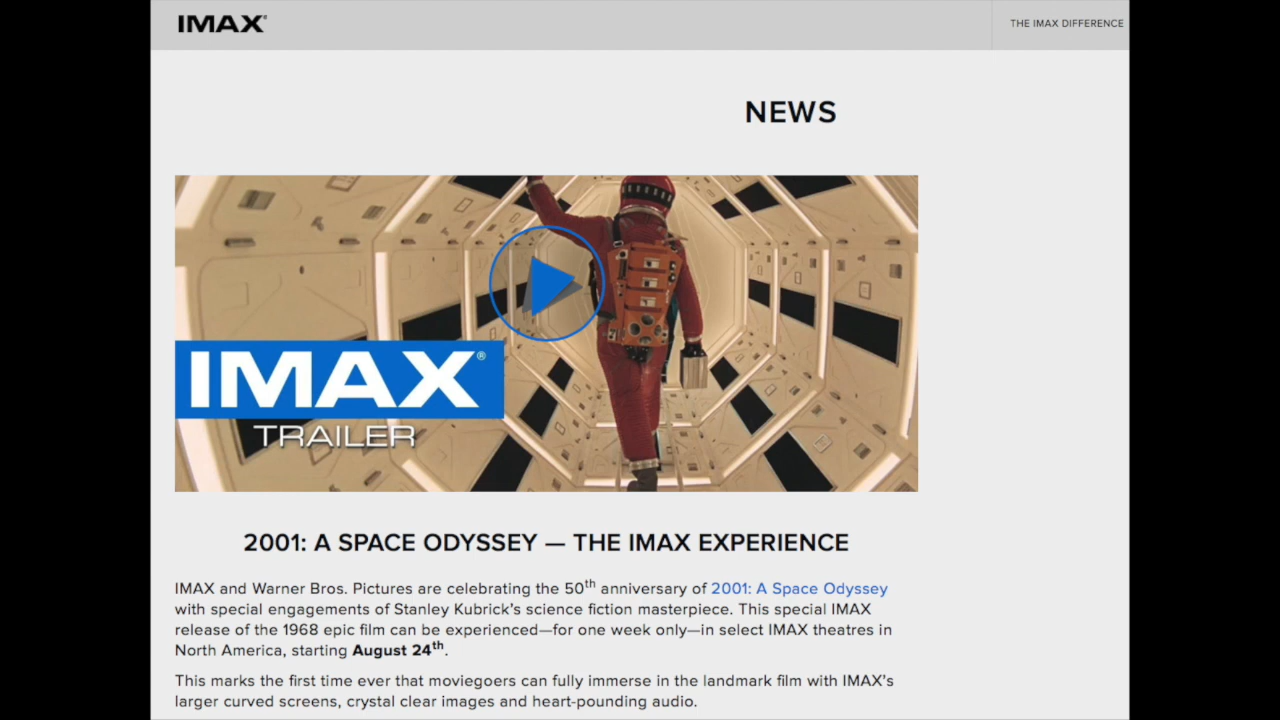 IMAX®
THE IMAX DIFFERENCE
NEWS
IMAX®
TRAILER
2001: A SPACE ODYSSEY — THE IMAX EXPERIENCE
IMAX and Warner Bros. Pictures are celebrating the 50th anniversary of 2001: A Space Odyssey
with special engagements of Stanley Kubrick's science fiction masterpiece. This special IMAX
release of the 1968 epic film can be experienced—for one week only—in select IMAX theatres in
North America, starting August 24th.
This marks the first time ever that moviegoers can fully immerse in the landmark film with IMAX's
larger curved screens, crystal clear images and heart-pounding audio.